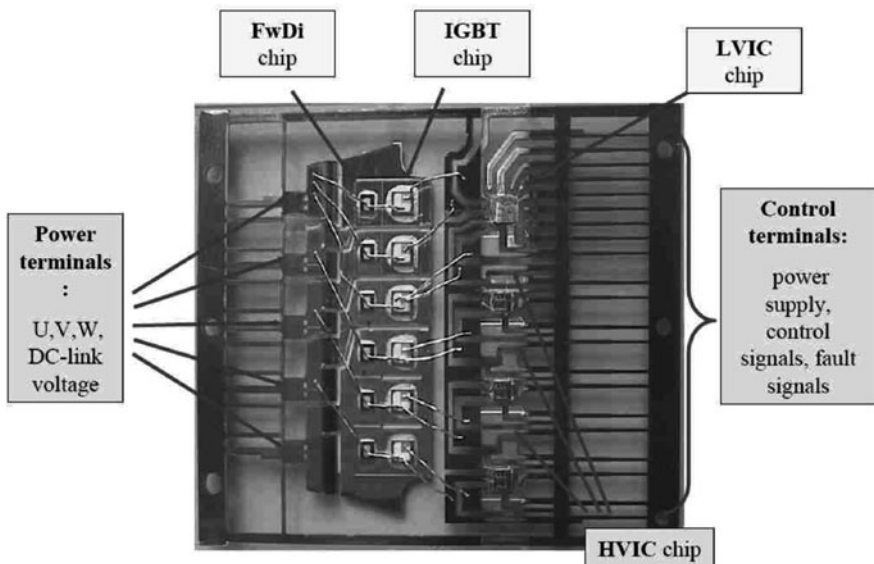 FwDi
chip
IGBT
chip
LVIC
chip
Power
terminals
:
U,V,W,
DC-link
voltage
Control
terminals:
power
supply,
control
signals, fault
signals
HVIC chip